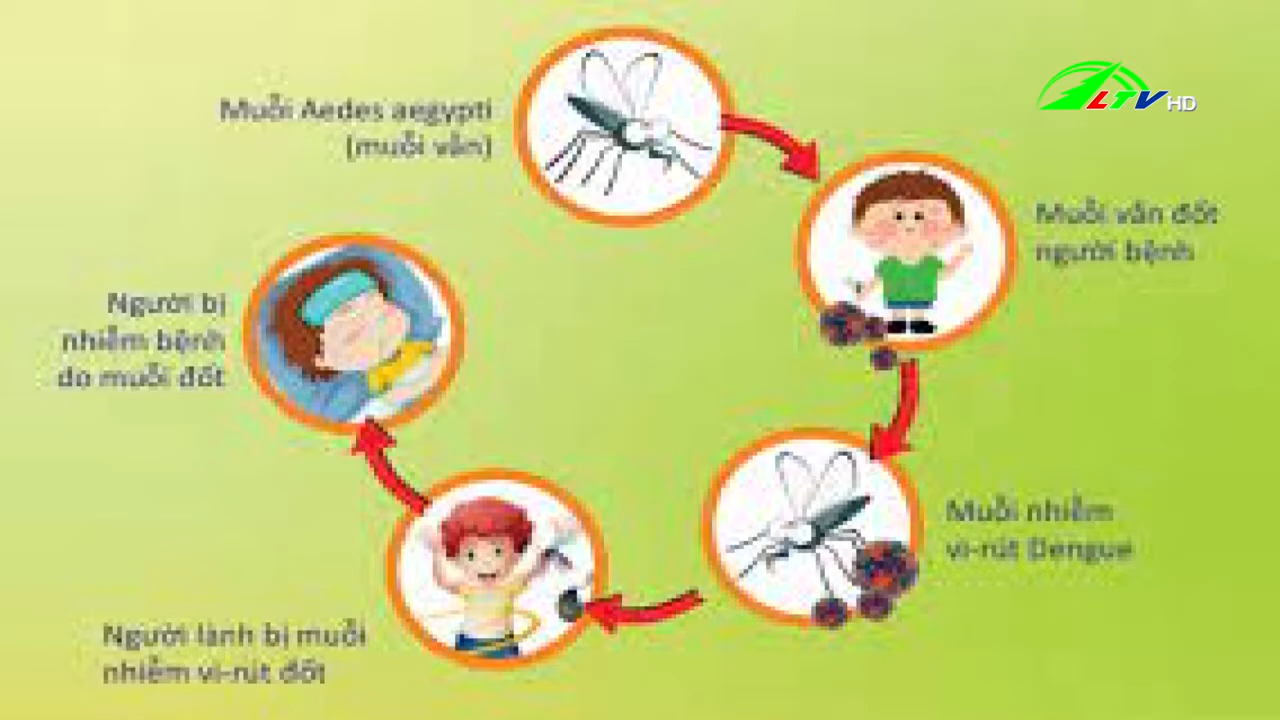 Muỗi Aedes aegypti
(muỗi vằn)
LTV HD
Muỗi vằn đốt
người bệnh
Người bị
nhiễm bệnh
do muỗi đốt
Muỗi nhiễm
vi-rút Dengue
Người lành bị muỗi
nhiễm vi-rút đốt